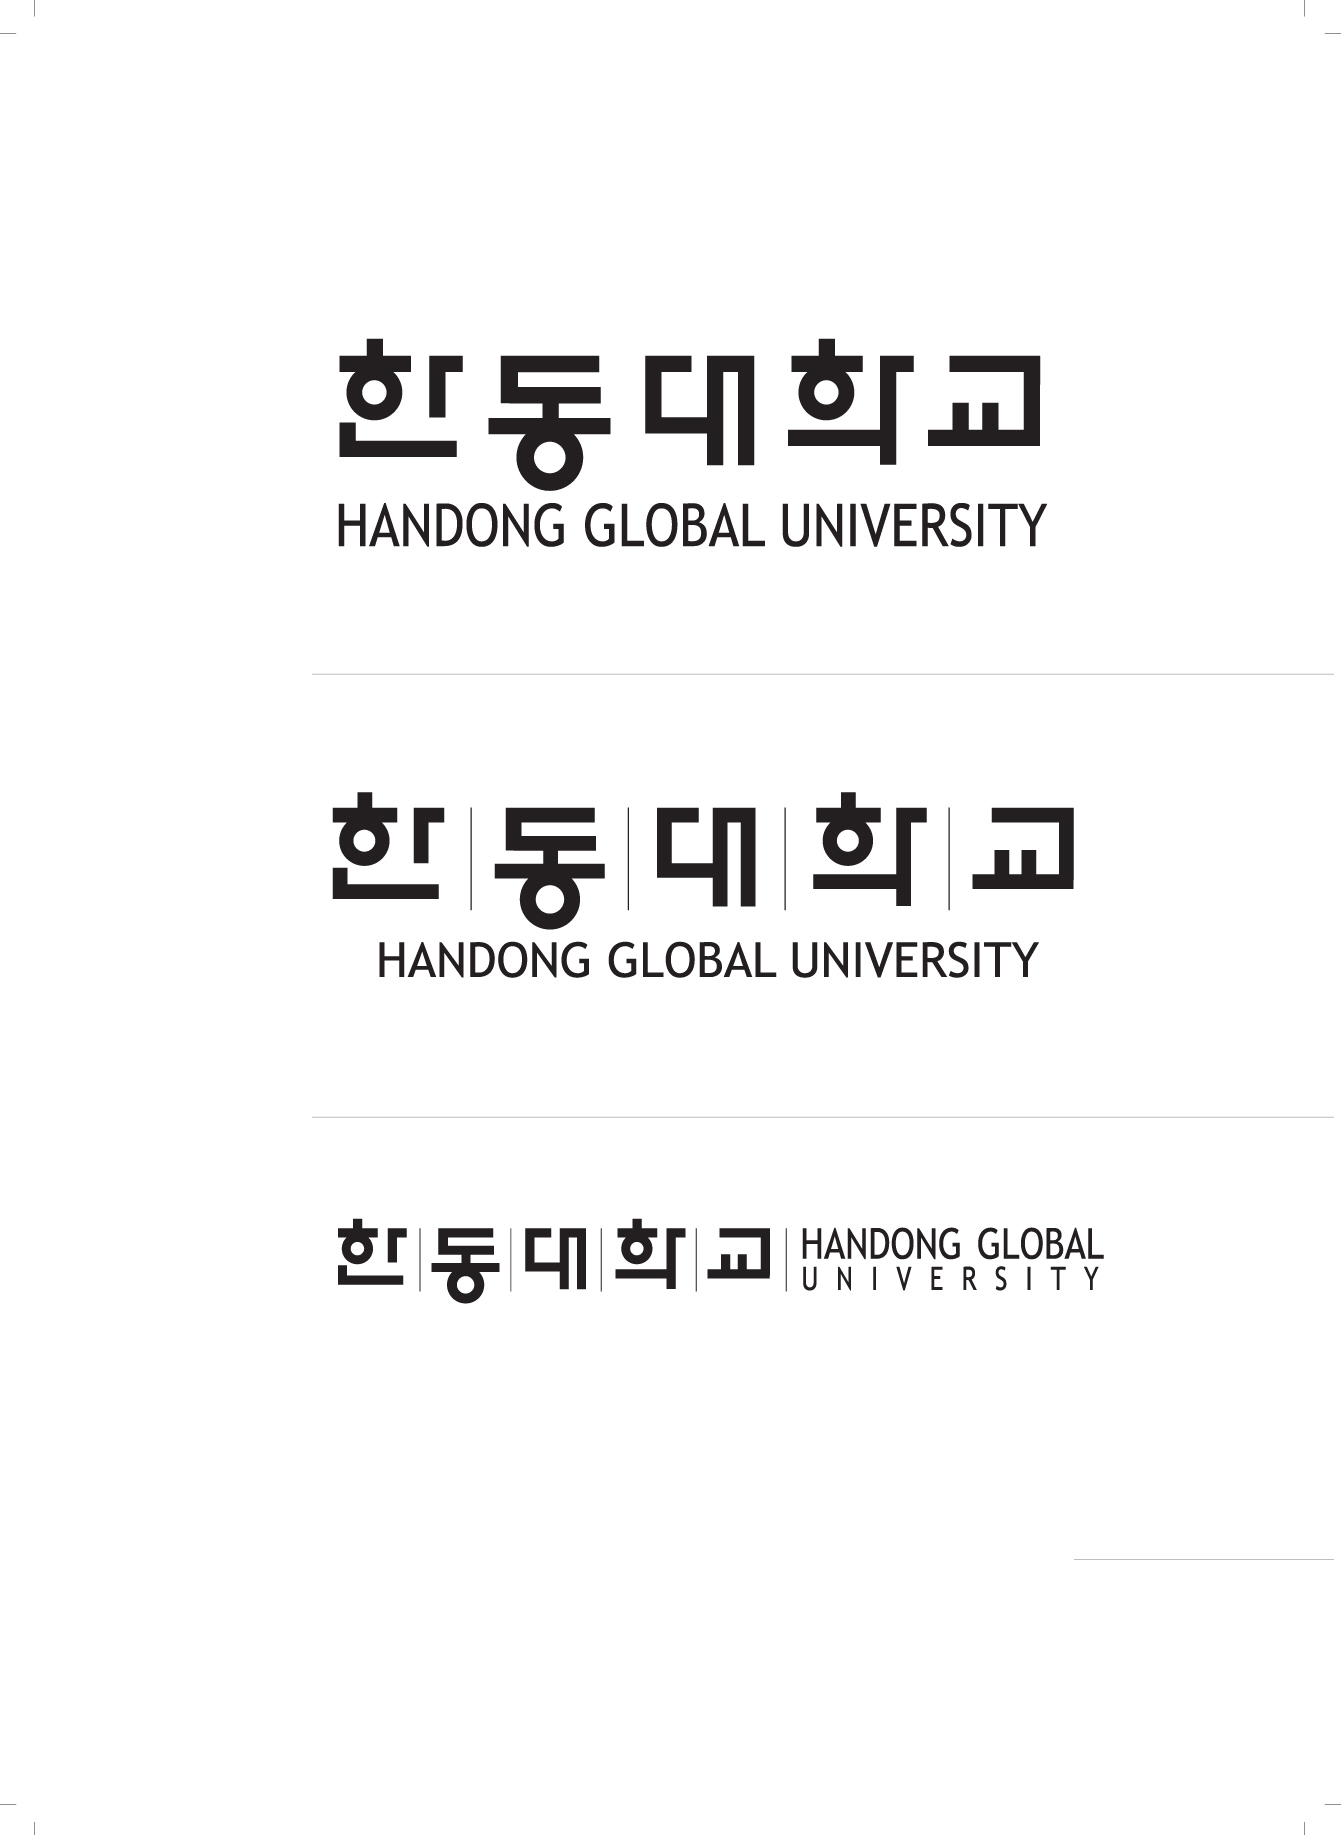 한동대학교
HANDONG GLOBAL UNIVERSITY
한|동|대|학|교
HANDONG GLOBAL UNIVERSITY
한|동|대|학|교|HANDONG GLOBAL
UNIVERSITY